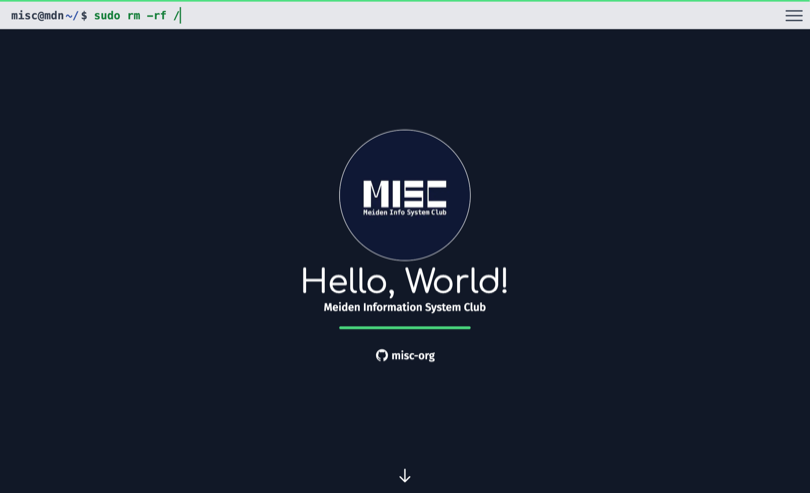 misc@mdn~/$ sudo rm -rf /
MISC
Meiden Info System Club
Hello, World!
Meiden Information System Club
misc-org